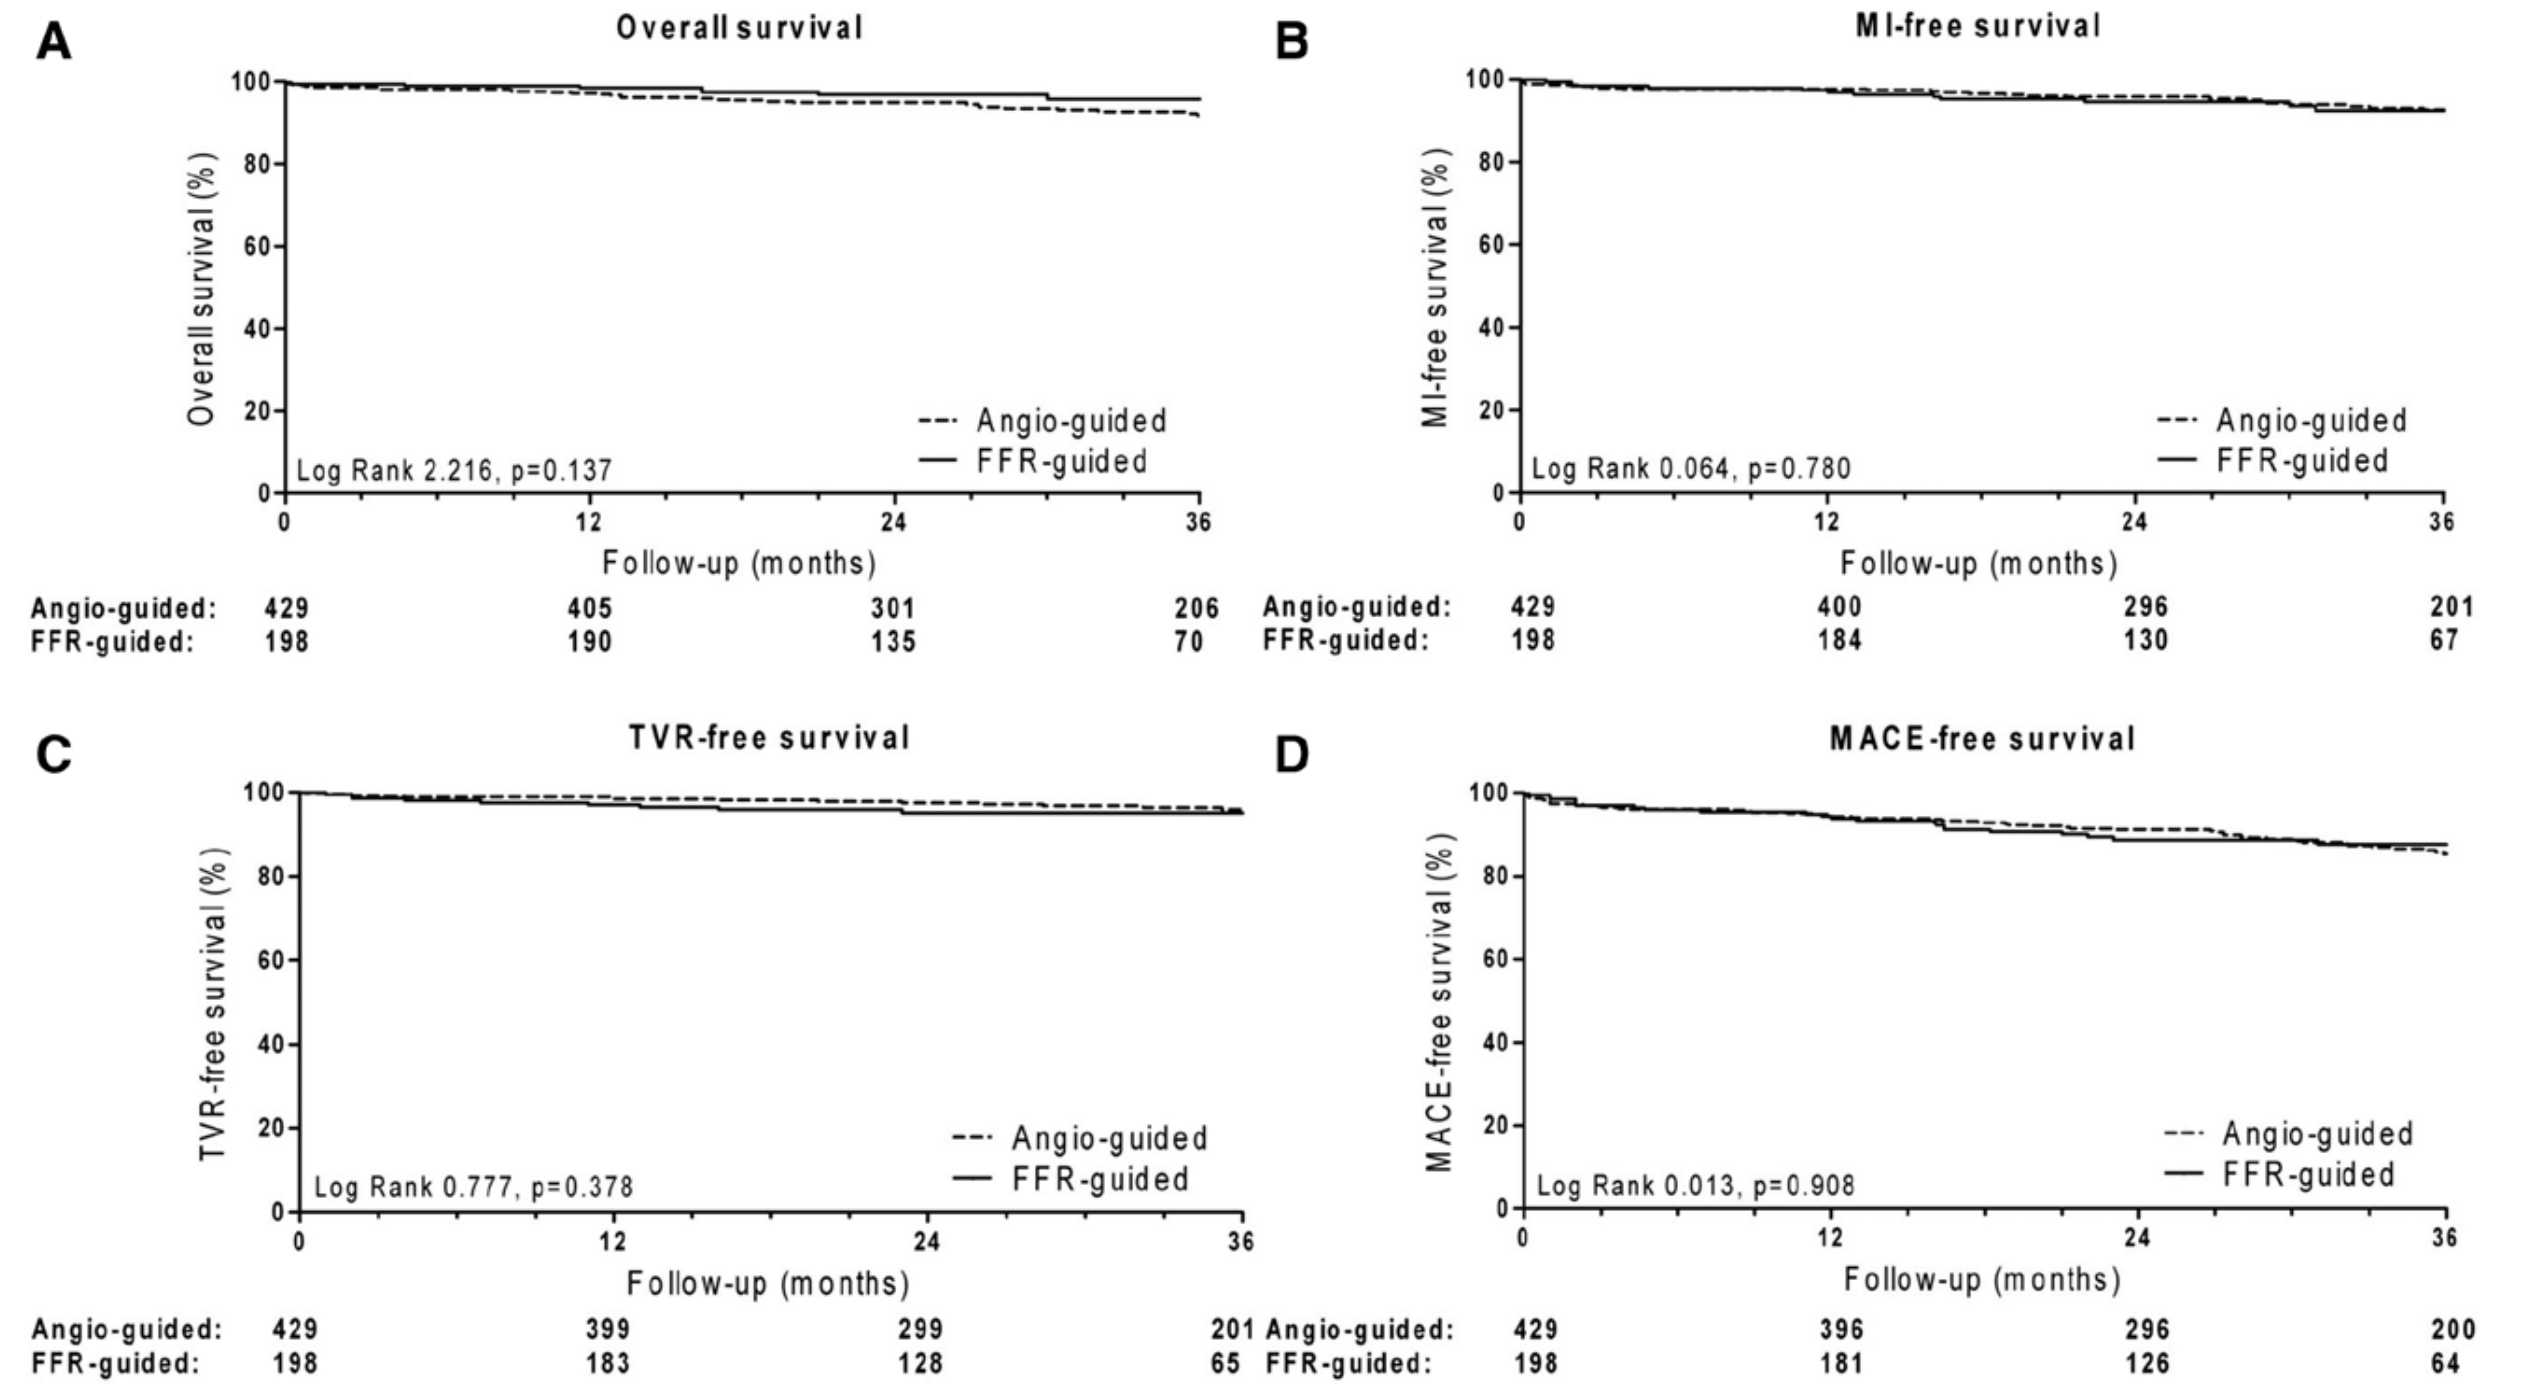 A
Overall survival
100
80
60
40
20
0
Overall survival (%)
Angio-guided
FFR-guided
Log Rank 2.216, p=0.137
0 12 24 36
Follow-up (months)
Angio-guided: 429 405 301 206
FFR-guided: 198 190 135 70
B
MI-free survival
100
80
60
40
20
0
MI-free survival (%)
Angio-guided
FFR-guided
Log Rank 0.064, p=0.780
0 12 24 36
Follow-up (months)
Angio-guided: 429 400 296 201
FFR-guided: 198 184 130 67
C
TVR-free survival
100
80
60
40
20
0
TVR-free survival (%)
Angio-guided
FFR-guided
Log Rank 0.777, p=0.378
0 12 24 36
Follow-up (months)
Angio-guided: 429 399 299 201
FFR-guided: 198 183 128 65
D
MACE-free survival
100
80
60
40
20
0
MACE-free survival (%)
Angio-guided
FFR-guided
Log Rank 0.013, p=0.908
0 12 24 36
Follow-up (months)
Angio-guided: 429 396 296 200
FFR-guided: 198 181 126 64